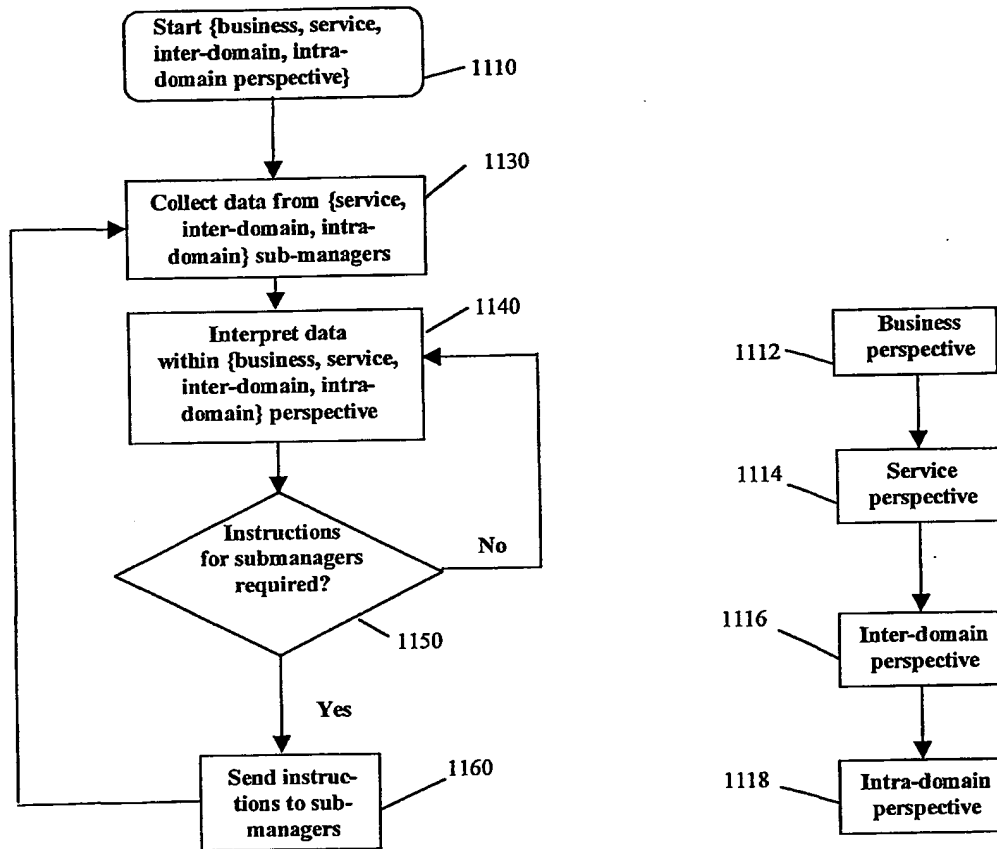 Start {business, service,
inter-domain, intra-
domain perspective}
1110
1130
Collect data from {service,
inter-domain, intra-
domain} sub-managers
1140
Interpret data
within {business, service,
inter-domain, intra-
domain} perspective
Instructions
for submanagers
required?
No
1150
Yes
Send instruc-
tions to sub-
managers
1160
Business
perspective
1112
Service
perspective
1114
Inter-domain
perspective
1116
Intra-domain
perspective
1118